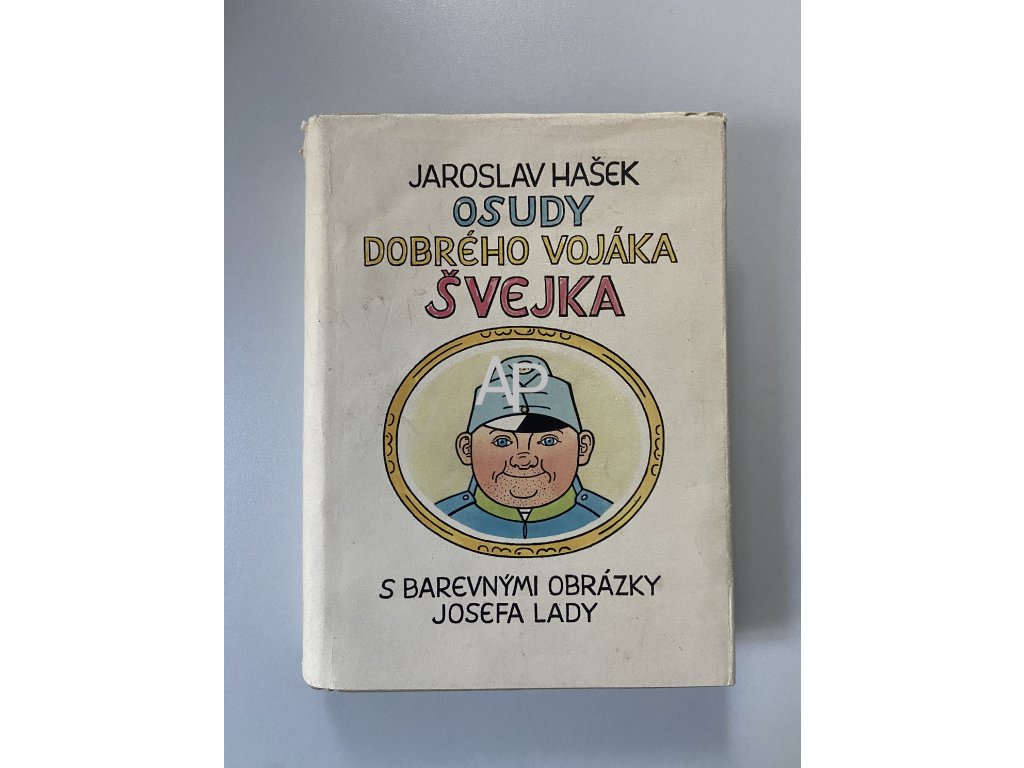 JAROSLAV HAŠEK
OSUDY
DOBRÉHO VOJÁKA
ŠVEJKA
AP
S BAREVNÝMI OBRÁZKY
JOSEFA LADY